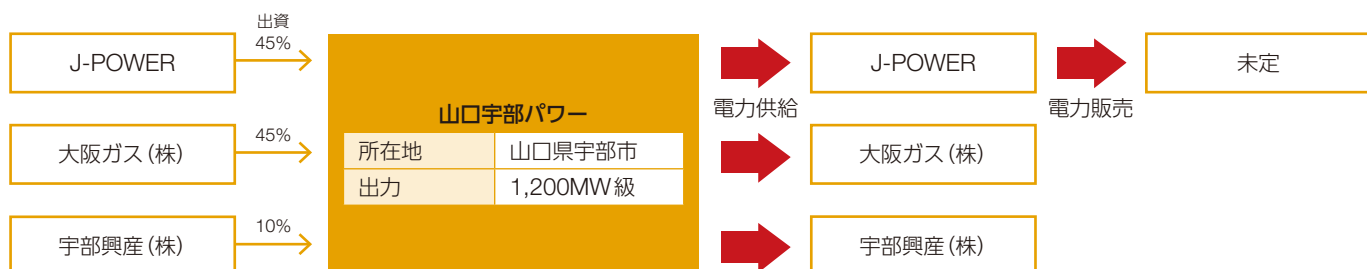 出資
J-POWER
45%
大阪ガス(株)
45%
宇部興産(株)
10%
山口宇部パワー
所在地 山口県宇部市
出力 1,200MW級
電力供給
J-POWER
大阪ガス(株)
宇部興産(株)
電力販売
未定